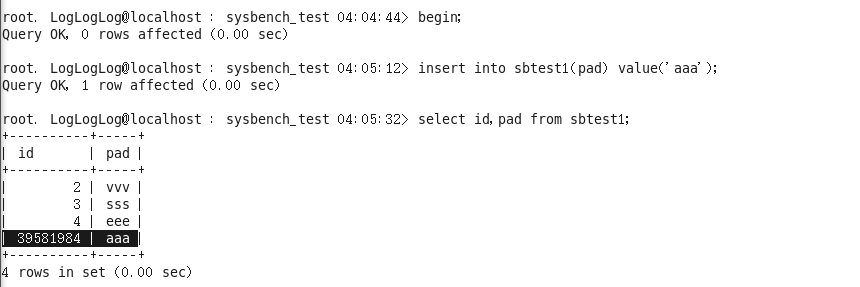 root. LogLogLog@localhost : sysbench_test 04:04:44> begin;
Query OK, 0 rows affected (0.00 sec)
root. LogLogLog@localhost : sysbench_test 04:05:12> insert into sbtest1(pad) value('aaa');
Query OK, 1 row affected (0.00 sec)
root. LogLogLog@localhost : sysbench_test 04:05:32> select id,pad from sbtest1;
+----------+-----+
| id       | pad |
+----------+-----+
|        2 | vvv |
|        3 | sss |
|        4 | eee |
| 39581984 | aaa |
+----------+-----+
4 rows in set (0.00 sec)